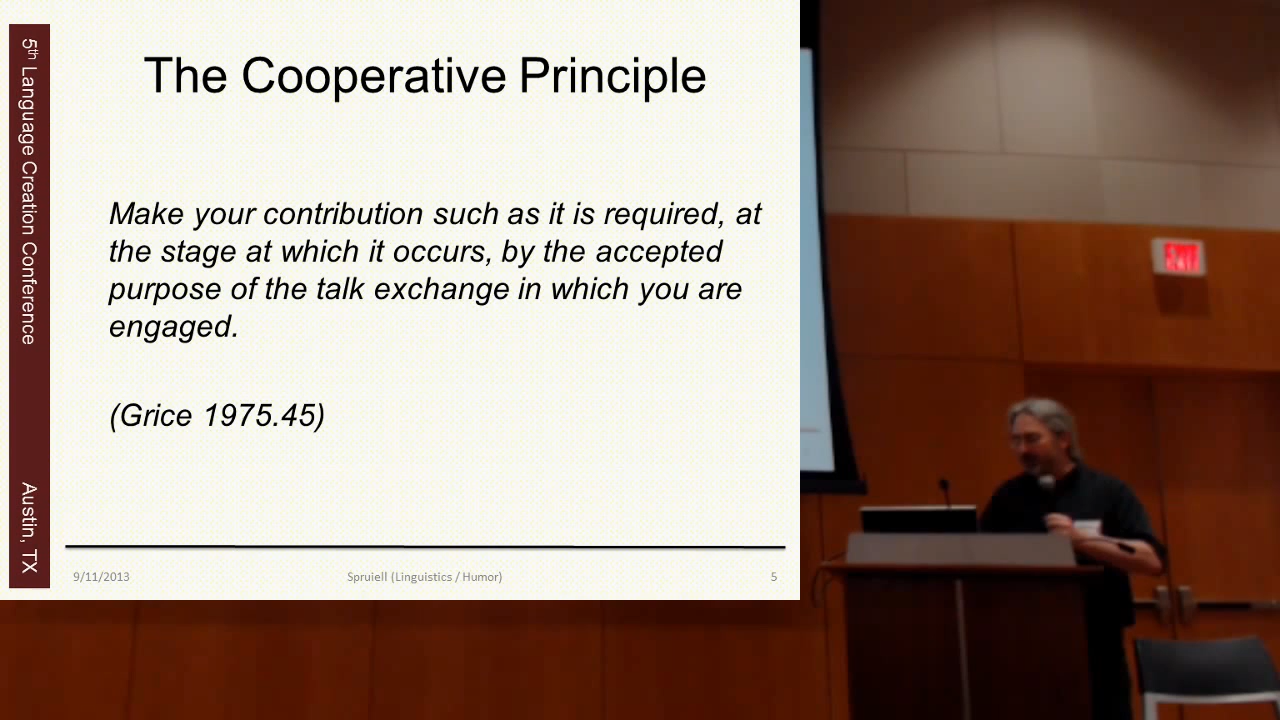 5th Language Creation Conference
Austin, TX
The Cooperative Principle
Make your contribution such as it is required, at
the stage at which it occurs, by the accepted
purpose of the talk exchange in which you are
engaged.
(Grice 1975.45)
9/11/2013
Spruiell (Linguistics / Humor)
5
EXIT